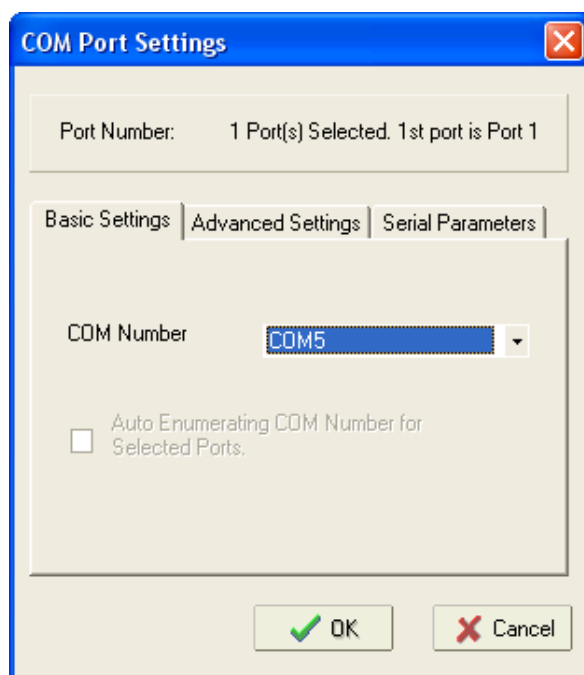 COM Port Settings
Port Number: 1 Port(s) Selected. 1st port is Port 1
Basic Settings Advanced Settings Serial Parameters
COM Number COM5
Auto Enumerating COM Number for
Selected Ports.
OK Cancel